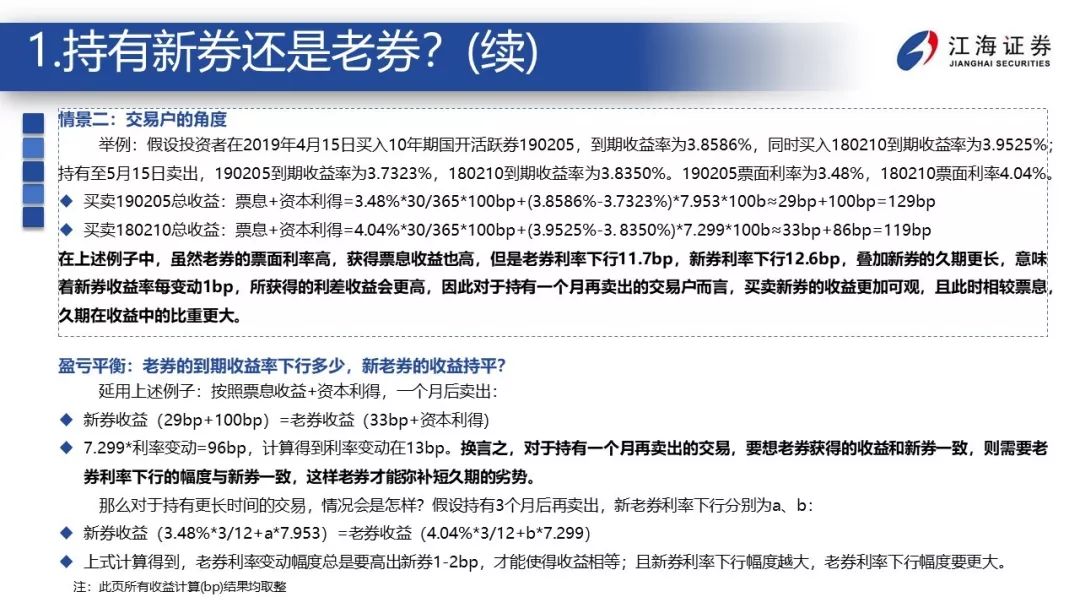 1.持有新券还是老券？(续)
江海证券
JIANGHAI SECURITIES
情景二：交易户的角度
举例：假设投资者在2019年4月15日买入10年期国开活跃券190205，到期收益率为3.8586%，同时买入180210到期收益率为3.9525%；
持有至5月15日卖出，190205到期收益率为3.7323%，180210到期收益率为3.8350%。190205票面利率为3.48%，180210票面利率4.04%。
◆ 买卖190205总收益：票息+资本利得=3.48%*30/365*100bp+(3.8586%-3.7323%)*7.953*100b≈29bp+100bp=129bp
◆ 买卖180210总收益：票息+资本利得=4.04%*30/365*100bp+(3.9525%-3.8350%)*7.299*100b≈33bp+86bp=119bp
在上述例子中，虽然老券的票面利率高，获得票息收益也高，但是老券利率下行11.7bp，新券利率下行12.6bp，叠加新券的久期更长，意味
着新券收益率每变动1bp，所获得的利差收益会更高，因此对于持有一个月再卖出的交易户而言，买卖新券的收益更加可观，且此时相较票息，
久期在收益中的比重更大。
盈亏平衡：老券的到期收益率下行多少，新老券的收益持平？
延用上述例子：按照票息收益+资本利得，一个月后卖出：
◆ 新券收益（29bp+100bp）=老券收益（33bp+资本利得)
◆ 7.299*利率变动=96bp，计算得到利率变动在13bp。换言之，对于持有一个月再卖出的交易，要想老券获得的收益和新券一致，则需要老
券利率下行的幅度与新券一致，这样老券才能弥补短久期的劣势。
那么对于持有更长时间的交易，情况会是怎样？假设持有3个月后再卖出，新老券利率下行分别为a、b：
◆ 新券收益（3.48%*3/12+a*7.953）=老券收益（4.04%*3/12+b*7.299）
◆ 上式计算得到，老券利率变动幅度总是要高出新券1-2bp，才能使得收益相等；且新券利率下行幅度越大，老券利率下行幅度要更大。
注：此页所有收益计算(bp)结果均取整